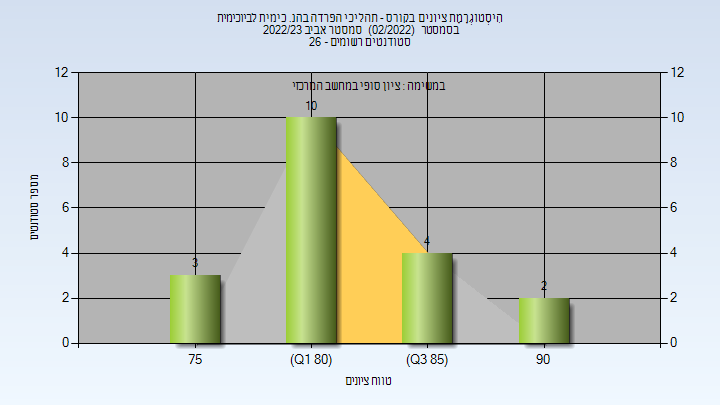 היסטוגרמת ציונים בקורס - תהליכי הפרדה בהנ. כימית לביוכימית
בסמסטר (02/2022) סמסטר אביב 2022/23
סטודנטים רשומים - 26
במשימה : ציון סופי במחשב המרכזי
מספר סטודנטים
12 12
10 10
8 8
6 6
4 4
2 2
0 0
3 10 4 2
75 (Q1 80) (Q3 85) 90
טווח ציונים